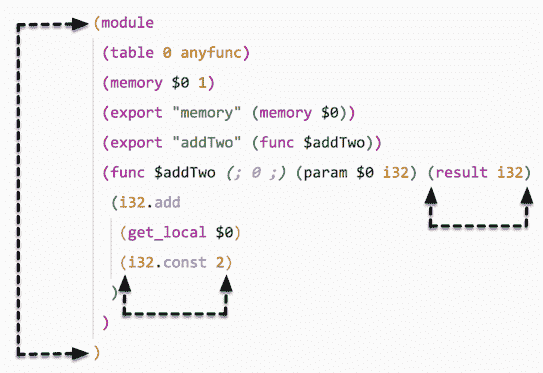 (module
(table 0 anyfunc)
(memory $0 1)
(export "memory" (memory $0))
(export "addTwo" (func $addTwo))
(func $addTwo (; 0 ;) (param $0 i32) (result i32)
(i32.add
(get_local $0)
(i32.const 2)
)
)
)